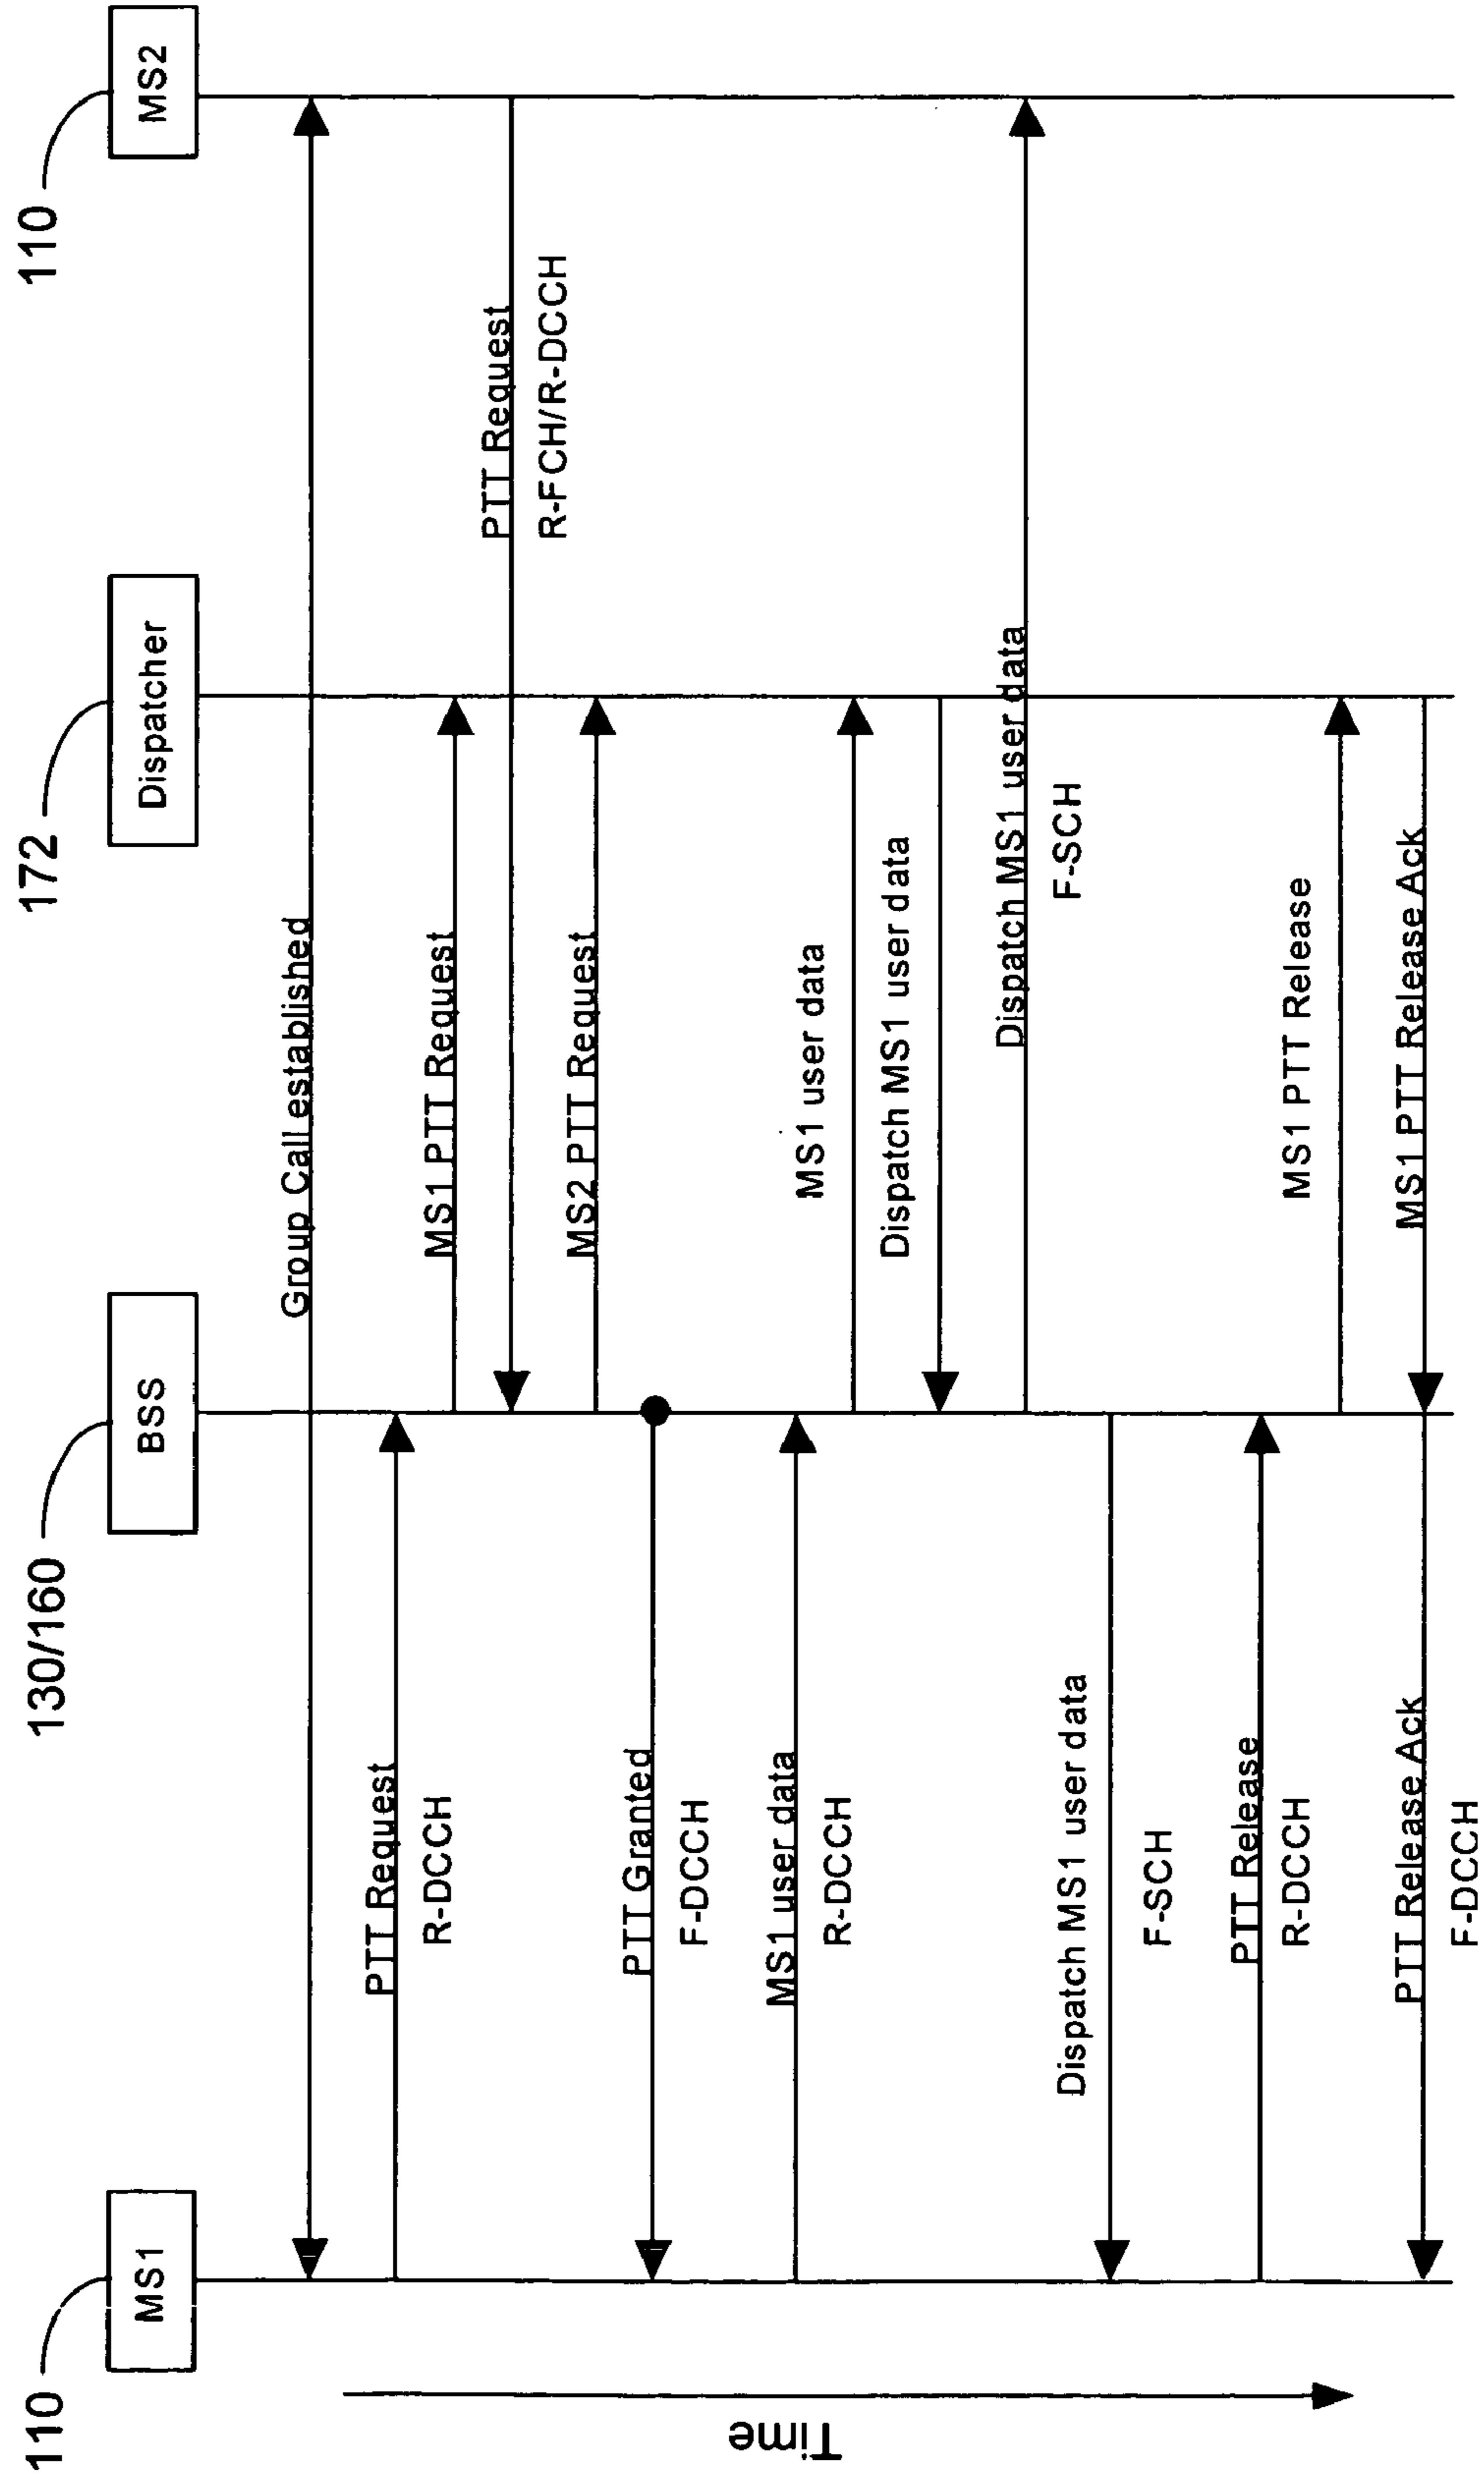 110
130/160
172
110
MS1
BSS
Dispatcher
MS2
Time
Group Call established
PTT Request
R-DCCH
MS1 PTT Request
PTT Request
R-FCH/R-DCCH
MS2 PTT Request
PTT Granted
F-DCCH
MS1 user data
R-DCCH
MS1 user data
Dispatch MS1 user data
Dispatch MS1 user data
F-SCH
Dispatch MS1 user data
F-SCH
PTT Release
R-DCCH
MS1 PTT Release
MS1 PTT Release Ack
PTT Release Ack
F-DCCH